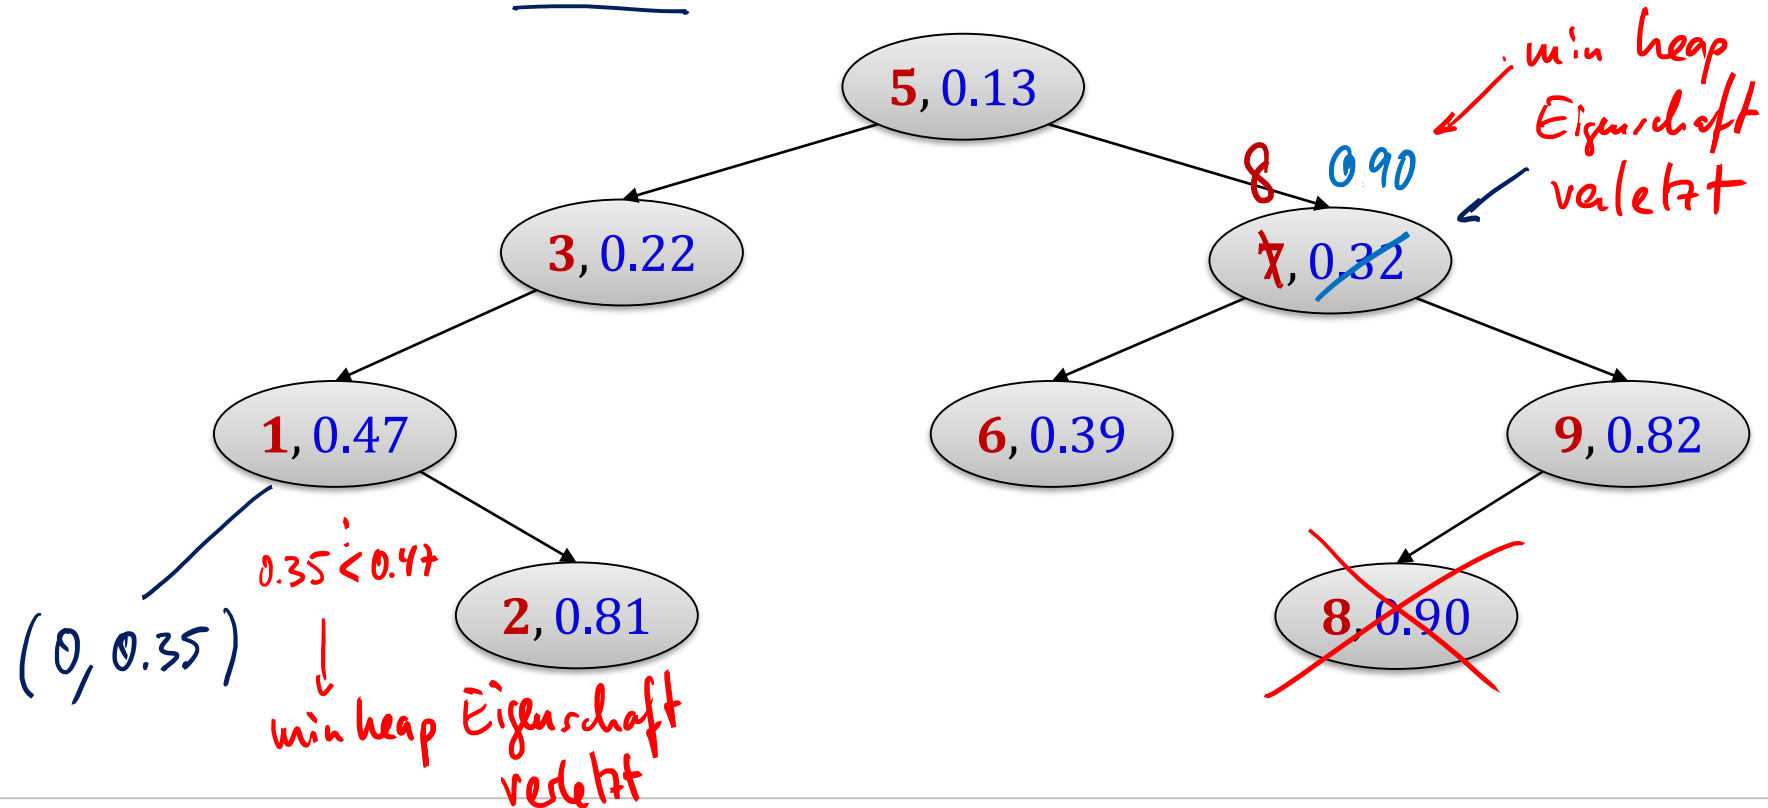 5, 0.13
min heap
Eigenschaft
verletzt
8 0.90
3, 0.22
7, 0.32
1, 0.47
6, 0.39
9, 0.82
0.35 < 0.47
(0, 0.35)
2, 0.81
8, 0.90
min heap Eigenschaft
verletzt